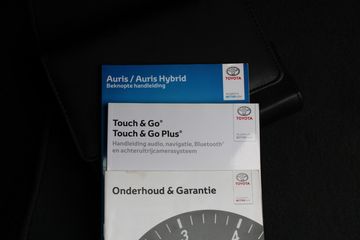 Auris / Auris Hybrid
Beknopte handleiding
TOYOTA
Touch & Go®
Touch & Go Plus®
Handleiding audio, navigatie, Bluetooth®
en achteruitrijcamerasysteem
TOYOTA
Onderhoud & Garantie
TOYOTA
3
4